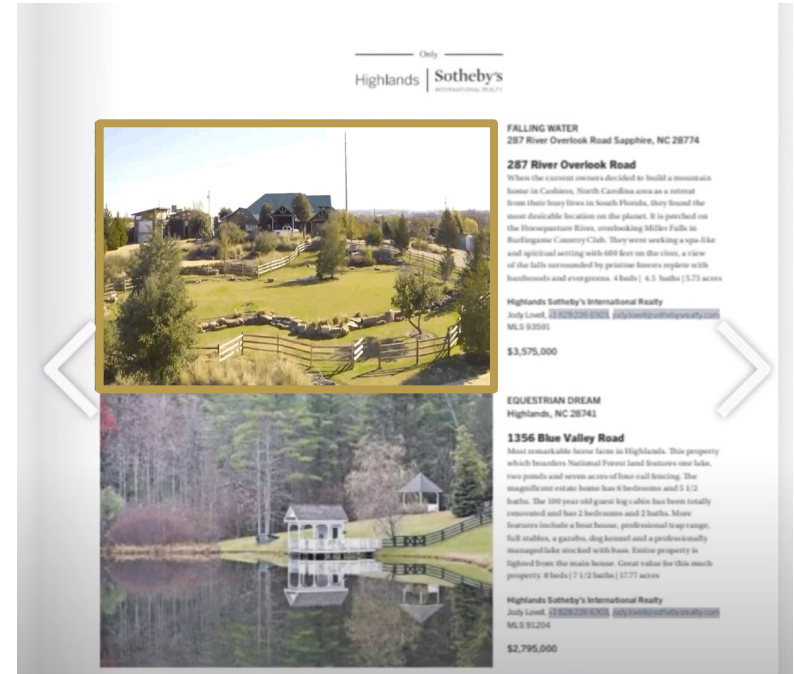 Only
Highlands | Sotheby's
INTERNATIONAL REALTY
FALLING WATER
287 River Overlook Road Sapphire, NC 28774
287 River Overlook Road
When the current owners decided to build a mountain
home in Cashiers, North Carolina area as a retreat
from their busy lives in South Florida, they found the
most desirable location on the planet. It is perched on
the Horsepasture River, overlooking Miller Falls in
Burlingame Country Club. They were seeking a spa-like
and spiritual setting with 600 feet on the river, a view
of the falls surrounded by pristine forests replete with
hardwoods and evergreens. 4 beds | 4.5 baths | 5.75 acres
Highlands Sotheby's International Realty
Jody Lovell, +1 828 226 6303, jody.lovell@sothebysrealty.com
MLS 93591
$3,575,000
EQUESTRIAN DREAM
Highlands, NC 28741
1356 Blue Valley Road
Most remarkable horse farm in Highlands. This property
which boarders National Forest land features one lake,
two ponds and seven acres of four-rail fencing. The
magnificent estate home has 6 bedrooms and 5 1/2
baths. The 100 year old guest log cabin has been totally
renovated and has 2 bedrooms and 2 baths. More
features include a boat house, professional trap range,
full stables, a gazebo, dog kennel and a professionally
managed lake stocked with bass. Entire property is
lighted from the main house. Great value for this much
property. 8 beds | 7 1/2 baths | 17.77 acres
Highlands Sotheby's International Realty
Jody Lovell, +1 828 226 6303, jody.lovell@sothebysrealty.com
MLS 91204
$2,795,000